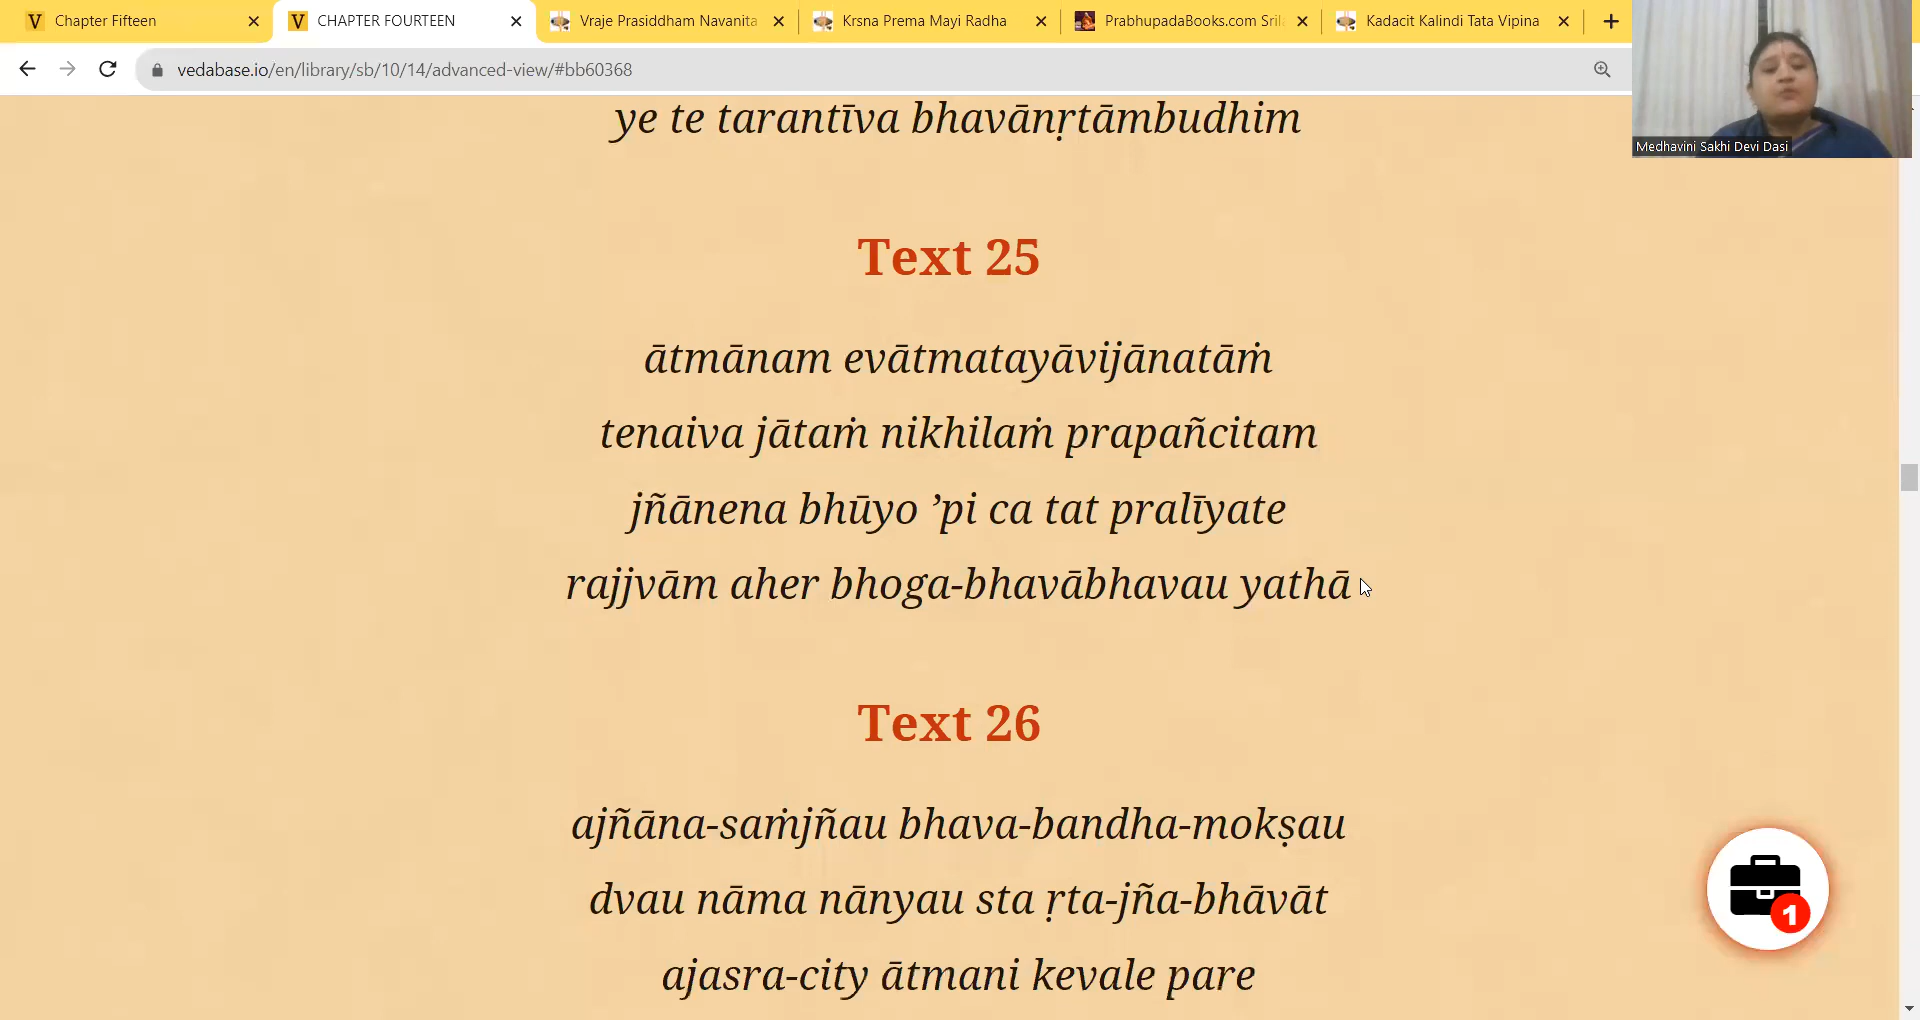 Chapter Fifteen
CHAPTER FOURTEEN
Vraje Prasiddham Navanita
Krsna Prema Mayi Radha
PrabhupadaBooks.com Sril
Kadacit Kalindi Tata Vipina
vedabase.io/en/library/sb/10/14/advanced-view/#bb60368
Medhavini Sakhi Devi Dasi
ye te tarantīva bhavānṛtāmbudhim
Text 25
ātmānam evātmatayāvijānatāṁ
tenaiva jātaṁ nikhilaṁ prapañcitam
jñānena bhūyo ’pi ca tat pralīyate
rajjvām aher bhoga-bhavābhavau yathā
Text 26
ajñāna-saṁjñau bhava-bandha-mokṣau
dvau nāma nānyau sta ṛta-jña-bhāvāt
ajasra-city ātmani kevale pare
1